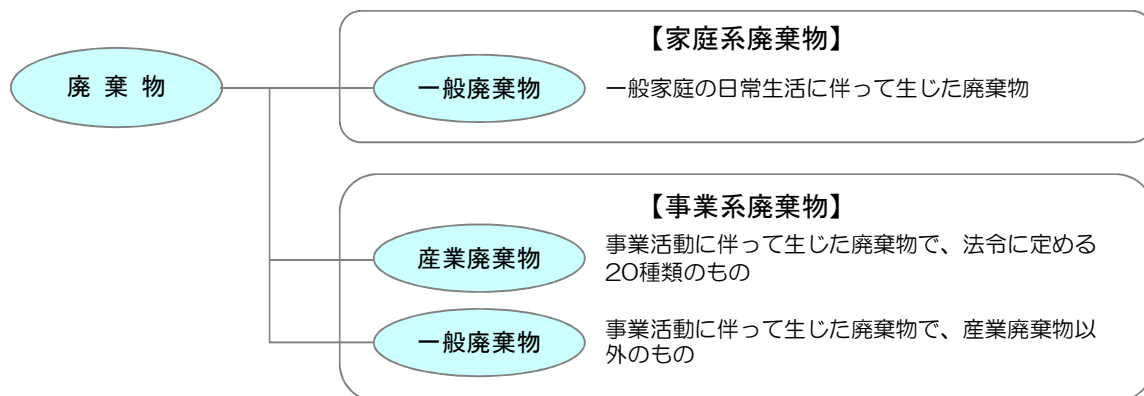 【家庭系廃棄物】
廃 棄 物
一般廃棄物
一般家庭の日常生活に伴って生じた廃棄物
【事業系廃棄物】
産業廃棄物
事業活動に伴って生じた廃棄物で、法令に定める
20種類のもの
一般廃棄物
事業活動に伴って生じた廃棄物で、産業廃棄物以
外のもの